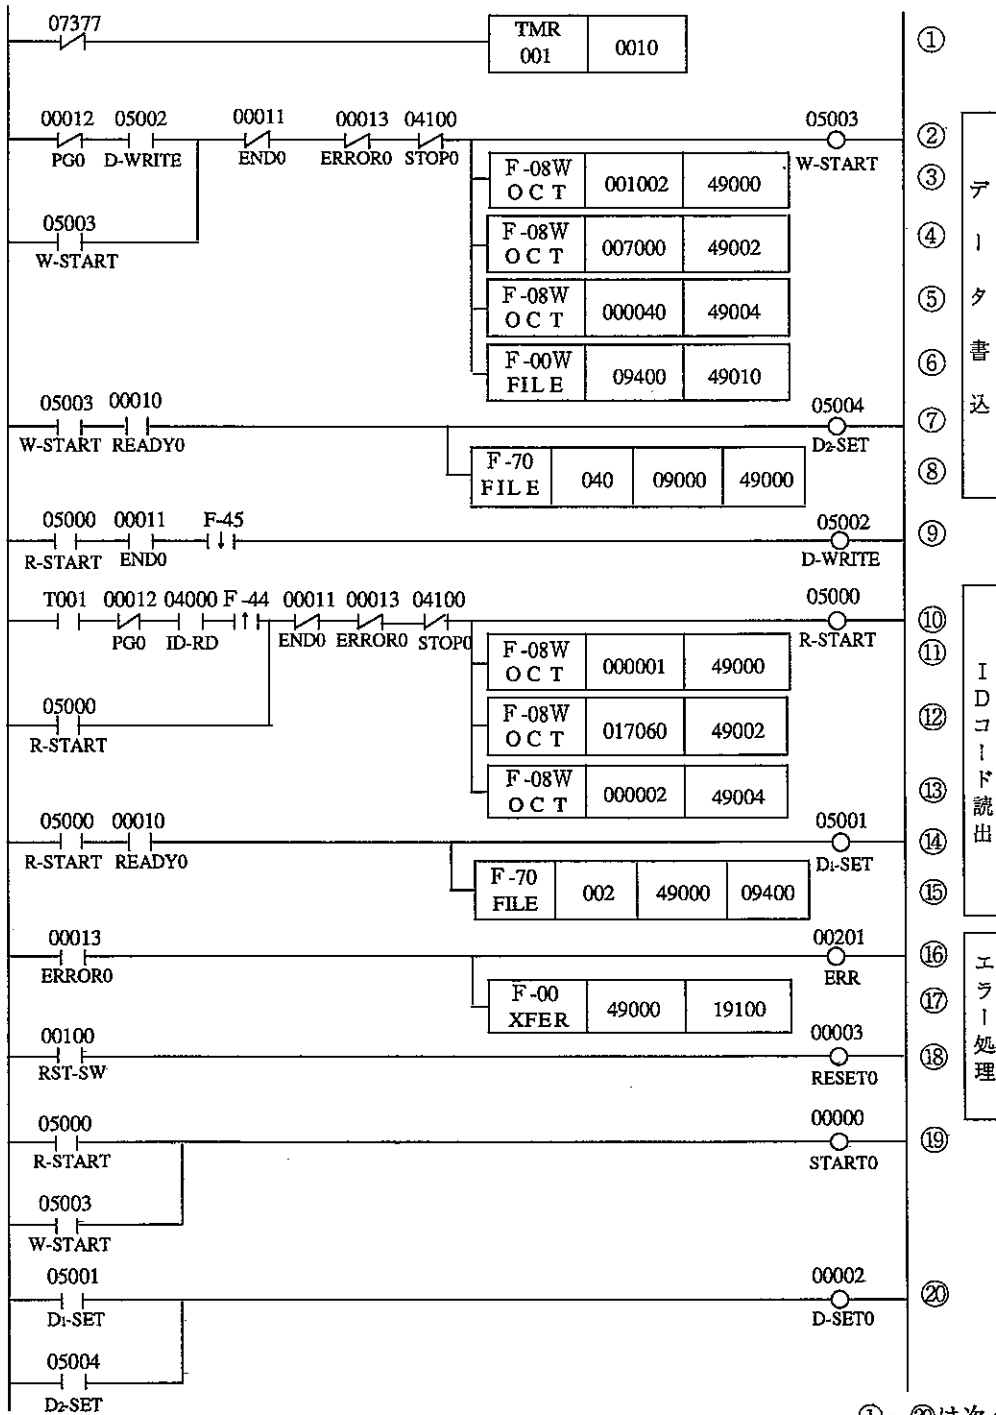 07377
TMR 001 0010 ①
00012 05002 00011 00013 04100 05003 ②
PG0 D-WRITE END0 ERROR0 STOP0 W-START
F-08W OCT 001002 49000 ③
05003
W-START
F-08W OCT 007000 49002 ④
F-08W OCT 000040 49004 ⑤
F-00W FILE 09400 49010 ⑥
データ書込
05003 00010 05004 ⑦
W-START READY0 D2-SET
F-70 FILE 040 09000 49000 ⑧
05000 00011 F-45 05002 ⑨
R-START END0 ↓ D-WRITE
T001 00012 04000 F-44 00011 00013 04100 05000 ⑩
PG0 ID-RD ↑ END0 ERROR0 STOP0 R-START
F-08W OCT 000001 49000 ⑪
05000
R-START
F-08W OCT 017060 49002 ⑫
F-08W OCT 000002 49004 ⑬
IDコード読出
05000 00010 05001 ⑭
R-START READY0 D1-SET
F-70 FILE 002 49000 09400 ⑮
00013 00201 ⑯
ERROR0 ERR
F-00 XFER 49000 19100 ⑰
エラー処理
00100 00003 ⑱
RST-SW RESET0
05000 00000 ⑲
R-START START0
05003
W-START
05001 00002 ⑳
D1-SET D-SET0
05004
D2-SET